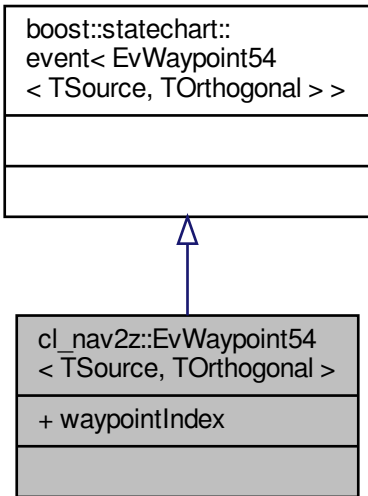 boost::statechart::
event< EvWaypoint54
< TSource, TOrthogonal > >
cl_nav2z::EvWaypoint54
< TSource, TOrthogonal >
+ waypointIndex